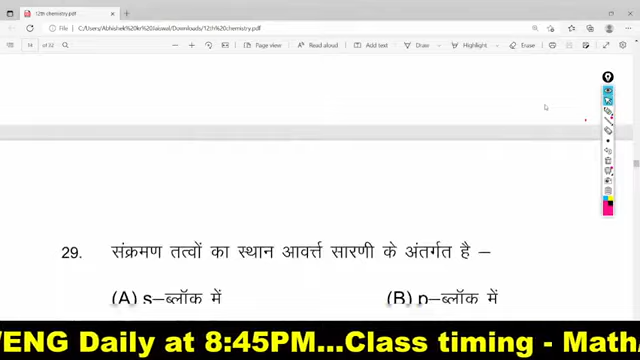 12th chemistry.pdf
File C:/Users/Abhishek%20kr%20Jaiswal/Downloads/12th%20chemistry.pdf
14 of 32 Page view Read aloud Add text Draw Highlight Erase
29. संक्रमण तत्वों का स्थान आवर्त्त सारणी के अंतर्गत है –
(A) s–ब्लॉक में (B) p–ब्लॉक में
/ENG Daily at 8:45PM...Class timing - Math